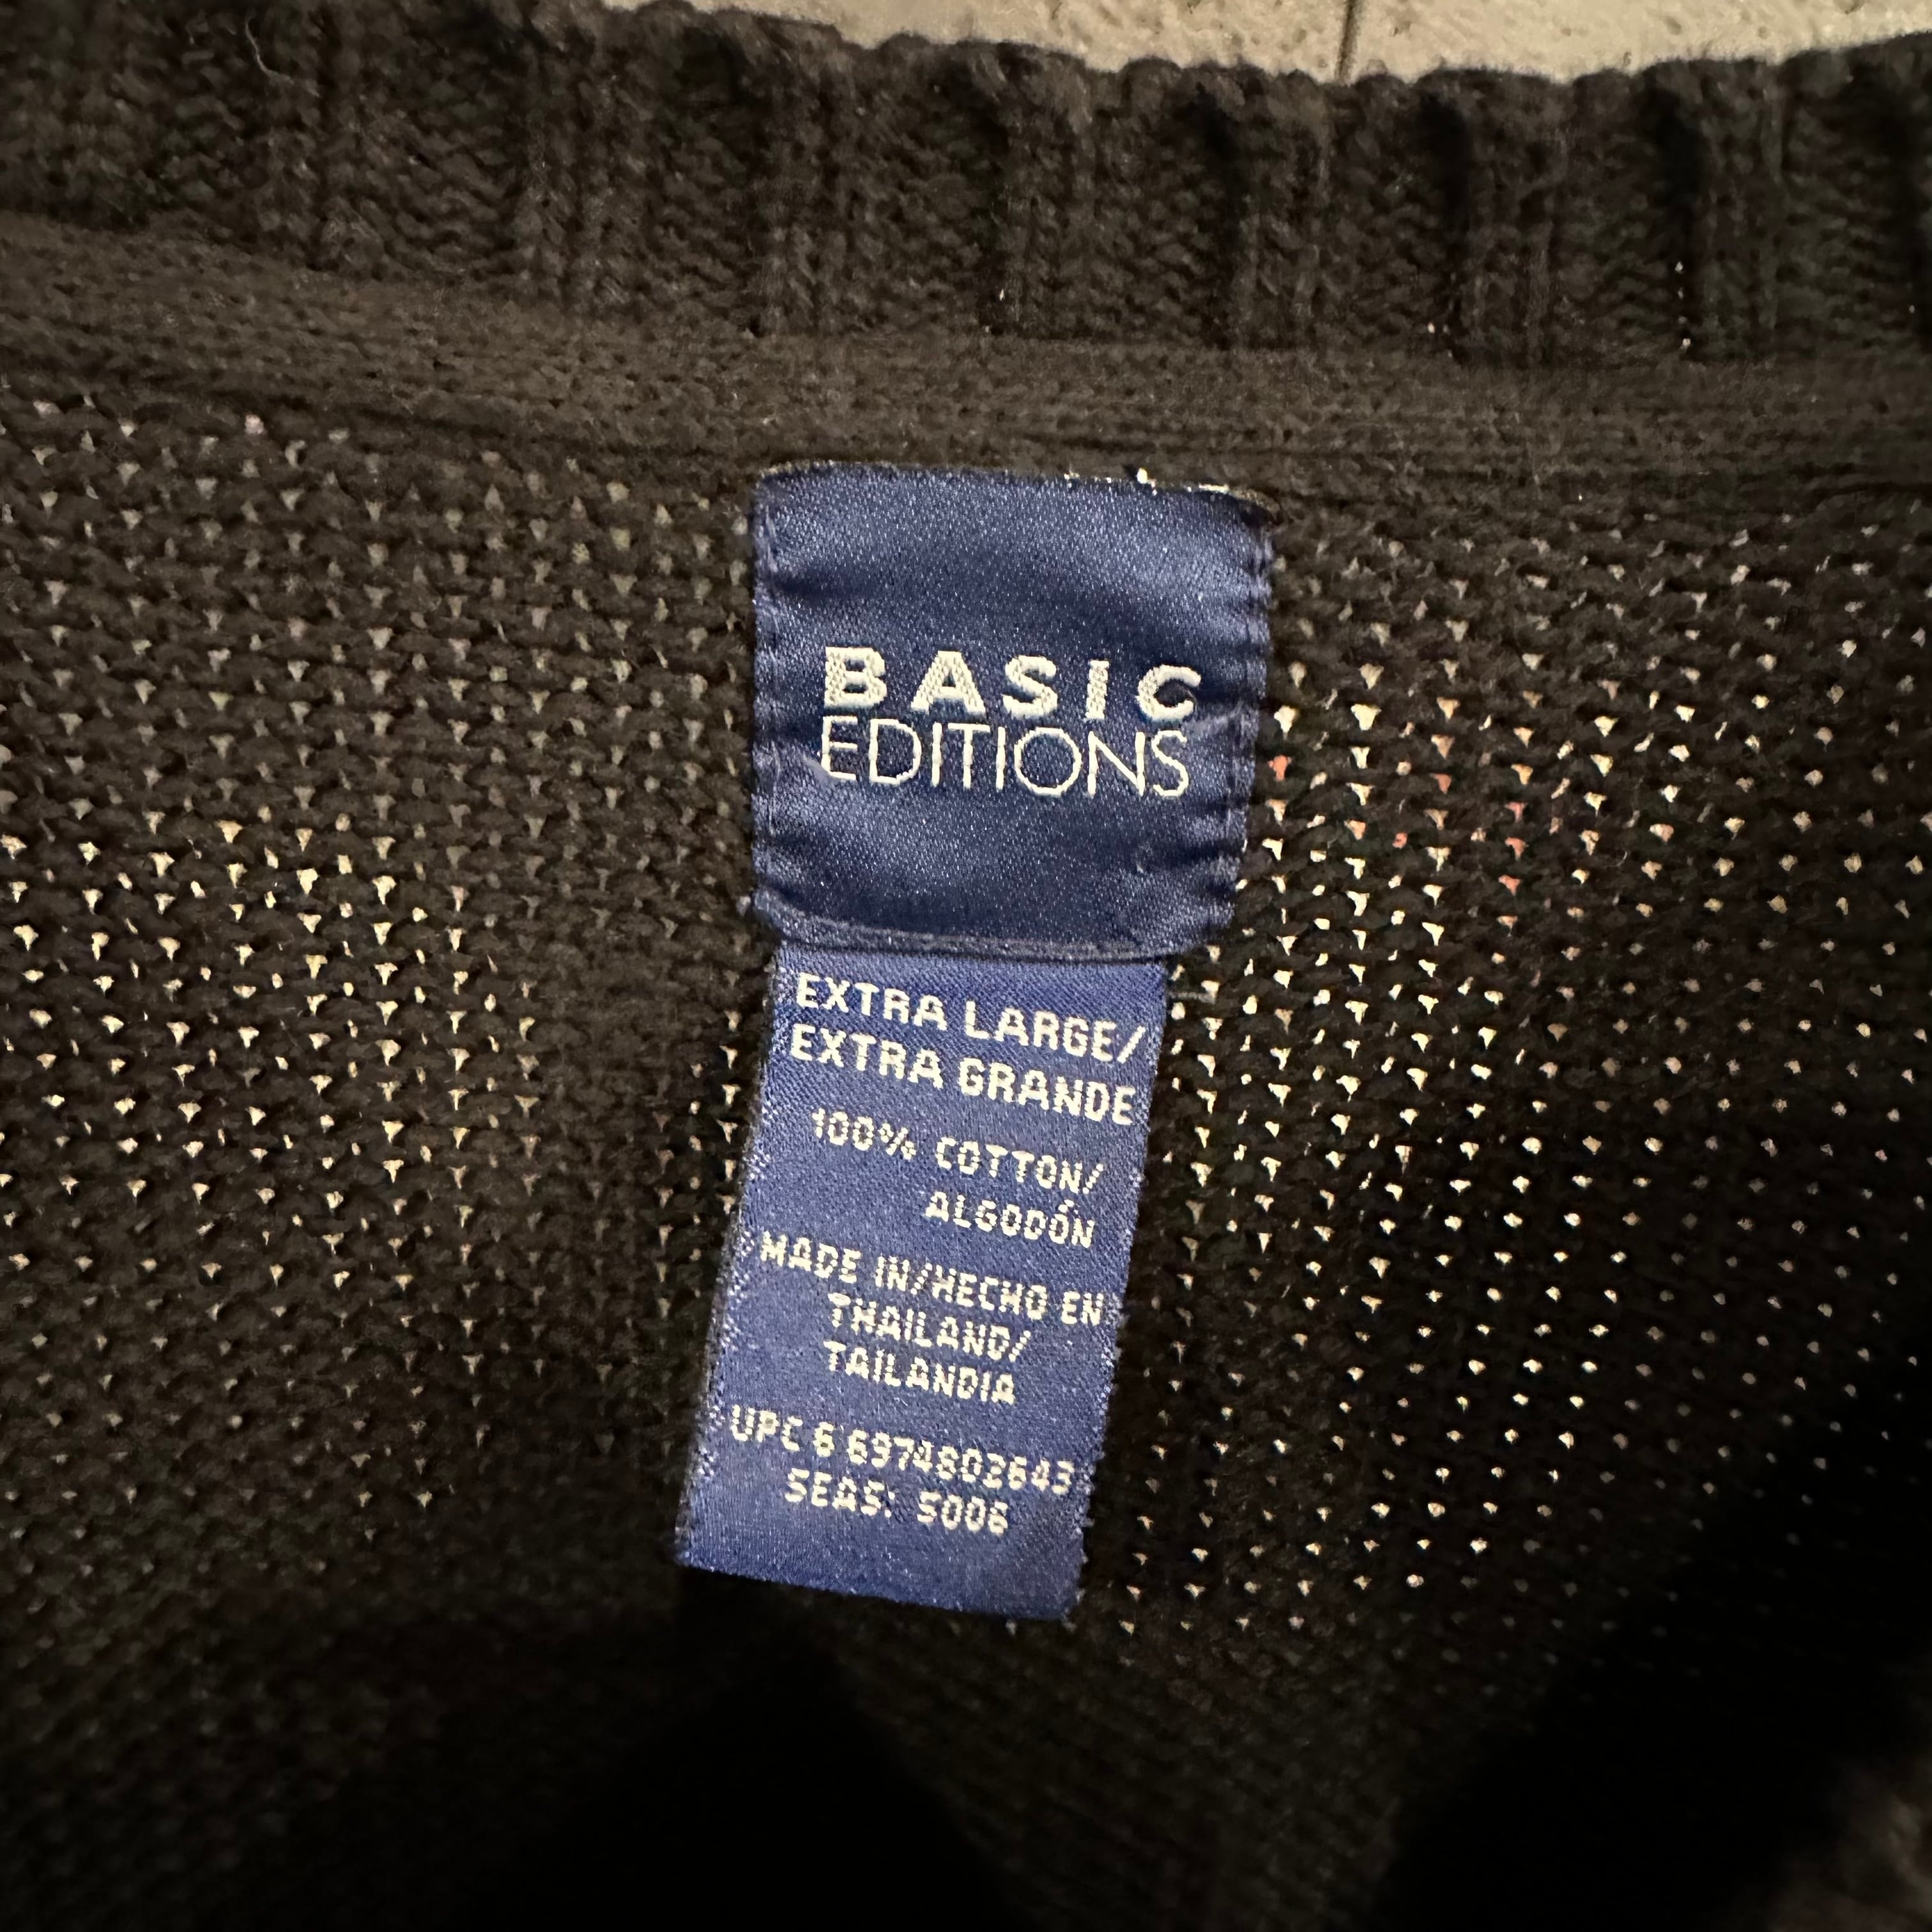 BASIC
EDITIONS
EXTRA LARGE/
EXTRA GRANDE
100% COTTON/
ALGODÓN
MADE IN/HECHO EN
THAILAND/
TAILANDIA
UPC 6 6974803643
SEAS: 5006